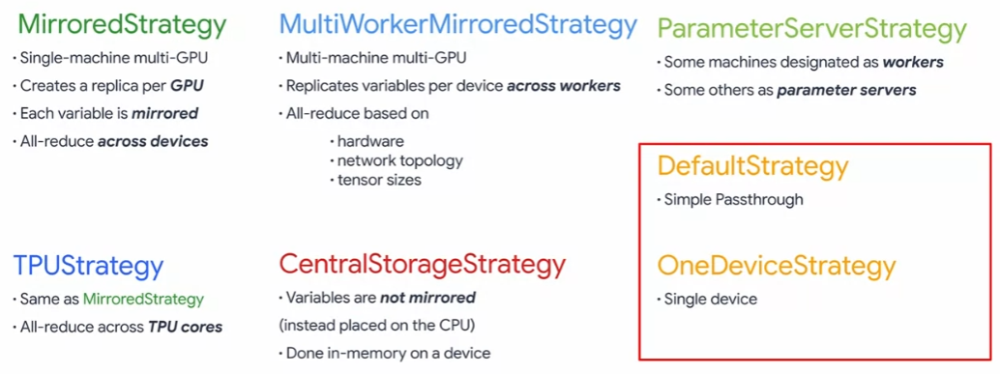 MirroredStrategy
· Single-machine multi-GPU
· Creates a replica per GPU
· Each variable is mirrored
· All-reduce across devices
MultiWorkerMirroredStrategy
· Multi-machine multi-GPU
· Replicates variables per device across workers
· All-reduce based on
· hardware
· network topology
· tensor sizes
ParameterServerStrategy
· Some machines designated as workers
· Some others as parameter servers
TPUStrategy
· Same as MirroredStrategy
· All-reduce across TPU cores
CentralStorageStrategy
· Variables are not mirrored
(instead placed on the CPU)
· Done in-memory on a device
DefaultStrategy
· Simple Passthrough
OneDeviceStrategy
· Single device